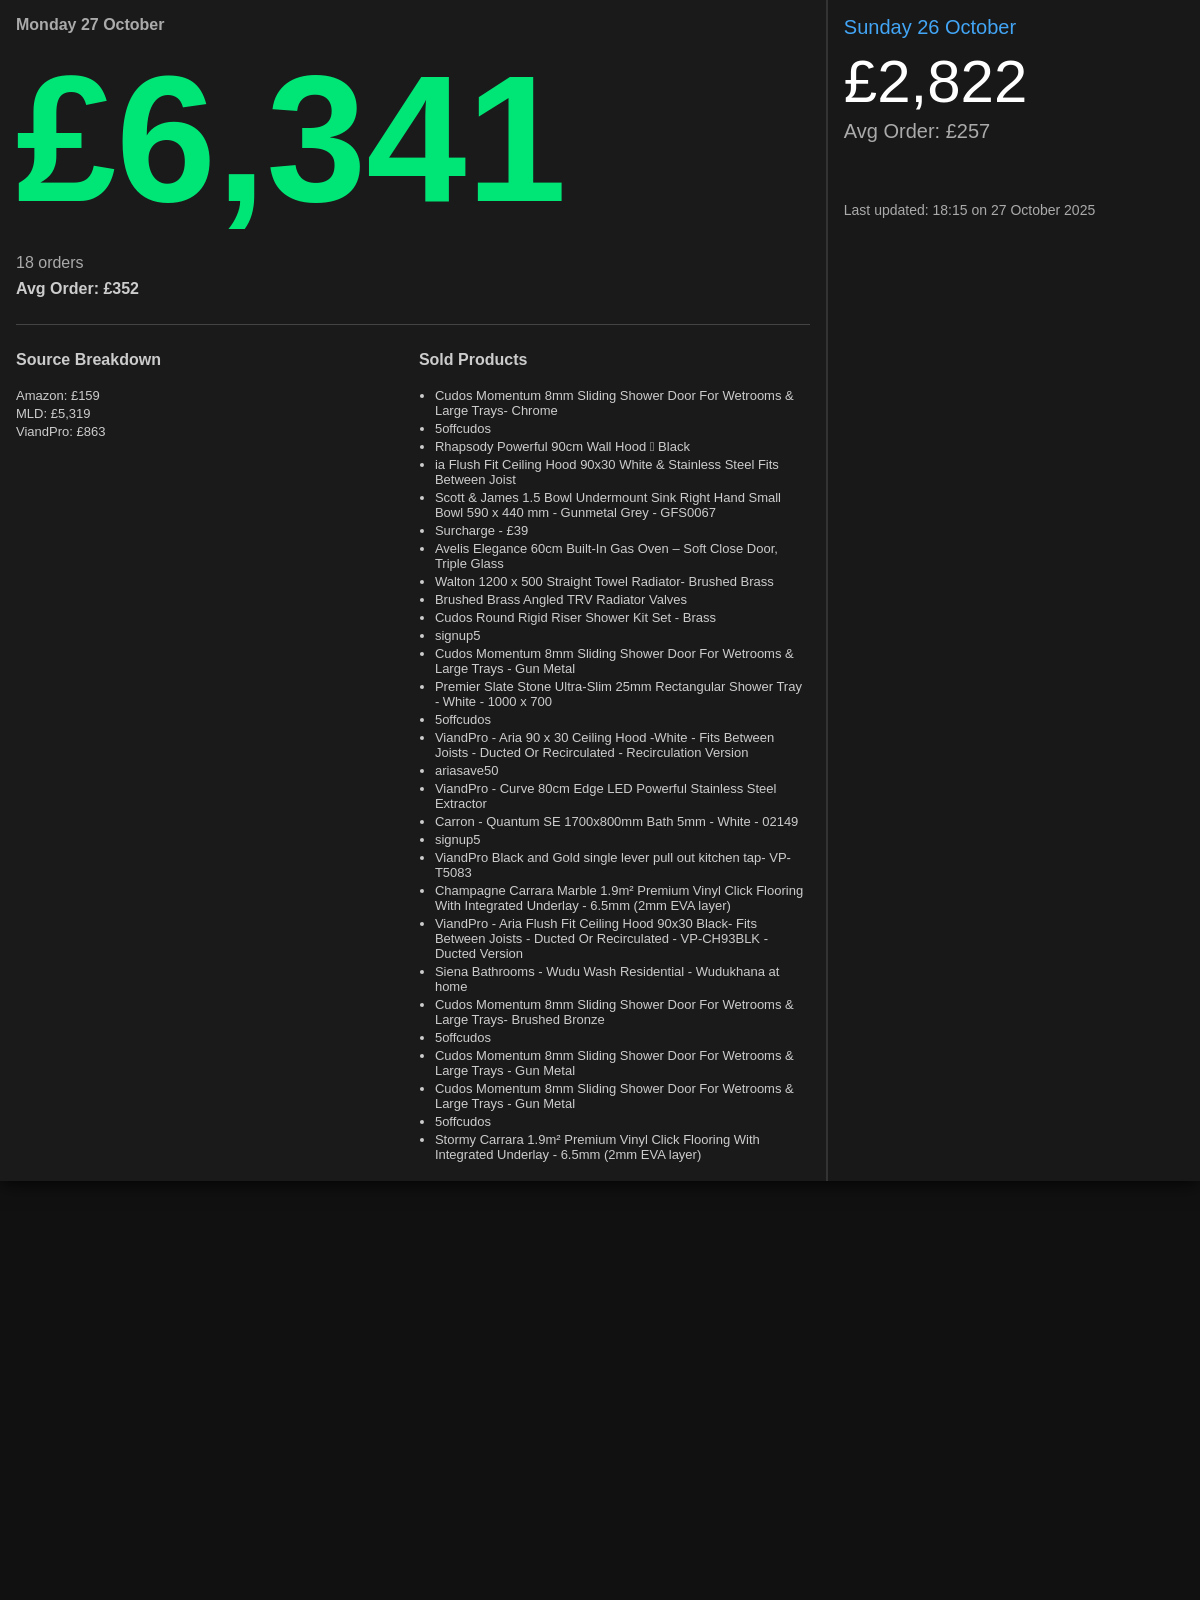 Monday 27 October
£6,341
18 orders
Avg Order: £352
Source Breakdown
Amazon: £159
MLD: £5,319
ViandPro: £863
Sold Products
Cudos Momentum 8mm Sliding Shower Door For Wetrooms &
Large Trays- Chrome
5offcudos
Rhapsody Powerful 90cm Wall Hood  Black
ia Flush Fit Ceiling Hood 90x30 White & Stainless Steel Fits
Between Joist
Scott & James 1.5 Bowl Undermount Sink Right Hand Small
Bowl 590 x 440 mm - Gunmetal Grey - GFS0067
Surcharge - £39
Avelis Elegance 60cm Built-In Gas Oven – Soft Close Door,
Triple Glass
Walton 1200 x 500 Straight Towel Radiator- Brushed Brass
Brushed Brass Angled TRV Radiator Valves
Cudos Round Rigid Riser Shower Kit Set - Brass
signup5
Cudos Momentum 8mm Sliding Shower Door For Wetrooms &
Large Trays - Gun Metal
Premier Slate Stone Ultra-Slim 25mm Rectangular Shower Tray
- White - 1000 x 700
5offcudos
ViandPro - Aria 90 x 30 Ceiling Hood -White - Fits Between
Joists - Ducted Or Recirculated - Recirculation Version
ariasave50
ViandPro - Curve 80cm Edge LED Powerful Stainless Steel
Extractor
Carron - Quantum SE 1700x800mm Bath 5mm - White - 02149
signup5
ViandPro Black and Gold single lever pull out kitchen tap- VP-
T5083
Champagne Carrara Marble 1.9m² Premium Vinyl Click Flooring
With Integrated Underlay - 6.5mm (2mm EVA layer)
ViandPro - Aria Flush Fit Ceiling Hood 90x30 Black- Fits
Between Joists - Ducted Or Recirculated - VP-CH93BLK -
Ducted Version
Siena Bathrooms - Wudu Wash Residential - Wudukhana at
home
Cudos Momentum 8mm Sliding Shower Door For Wetrooms &
Large Trays- Brushed Bronze
5offcudos
Cudos Momentum 8mm Sliding Shower Door For Wetrooms &
Large Trays - Gun Metal
Cudos Momentum 8mm Sliding Shower Door For Wetrooms &
Large Trays - Gun Metal
5offcudos
Stormy Carrara 1.9m² Premium Vinyl Click Flooring With
Integrated Underlay - 6.5mm (2mm EVA layer)
Sunday 26 October
£2,822
Avg Order: £257
Last updated: 18:15 on 27 October 2025